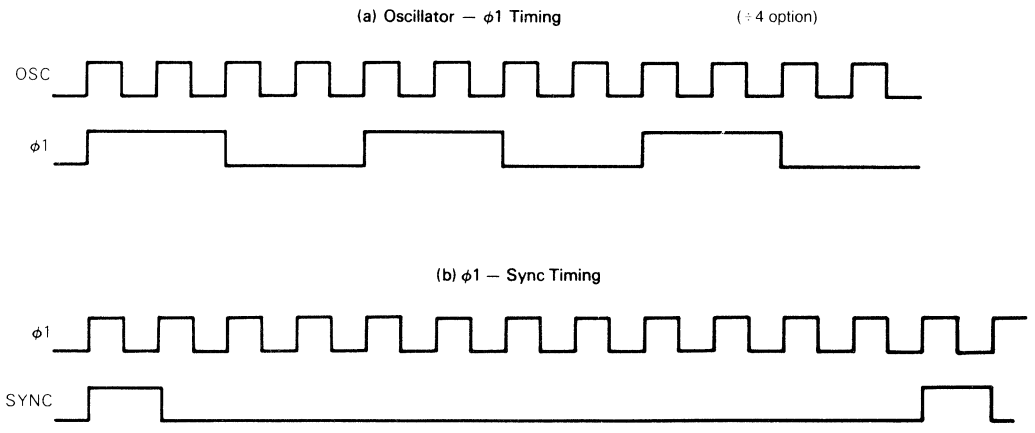 (a) Oscillator — ϕ1 Timing (÷4 option)
OSC
ϕ1
(b) ϕ1 — Sync Timing
ϕ1
SYNC